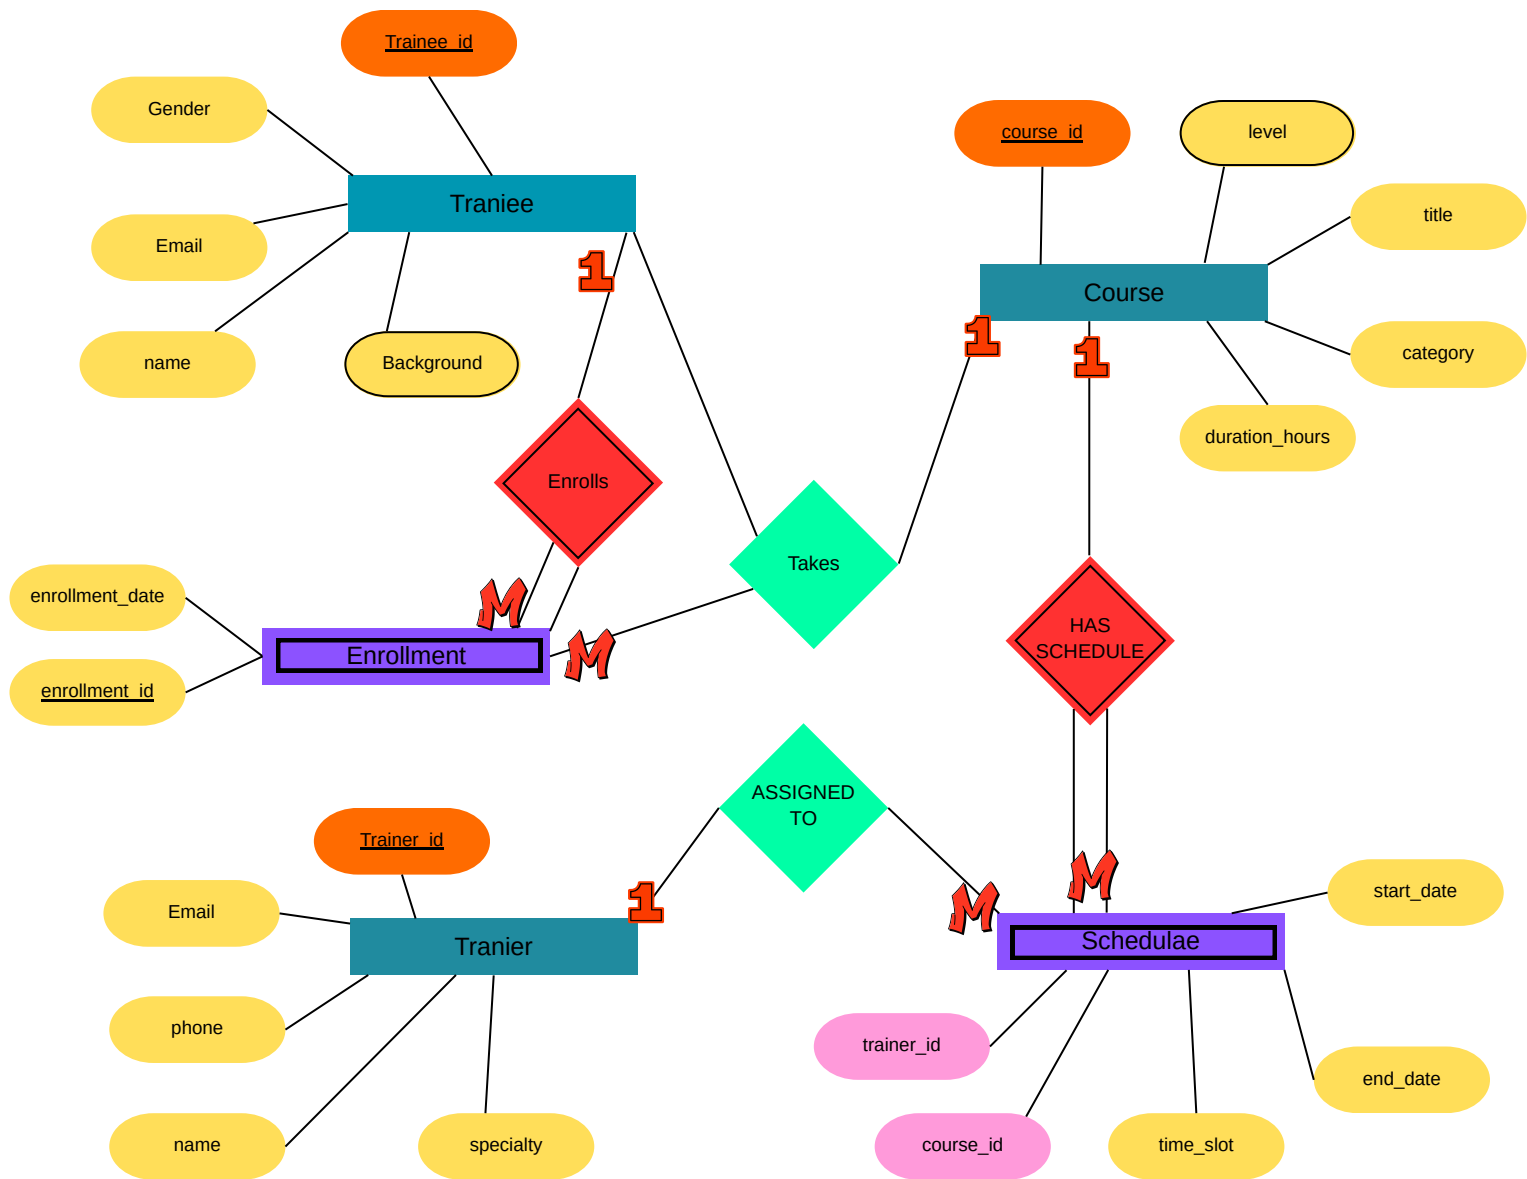 Trainee_id
Gender
course_id
level
Traniee
title
Email
Course
1
1
1
name
Background
category
duration_hours
Enrolls
Takes
enrollment_date
M
HAS
SCHEDULE
Enrollment
M
enrollment_id
ASSIGNED
TO
Trainer_id
M
1
M
start_date
Email
Tranier
Schedulae
phone
trainer_id
end_date
name
specialty
course_id
time_slot